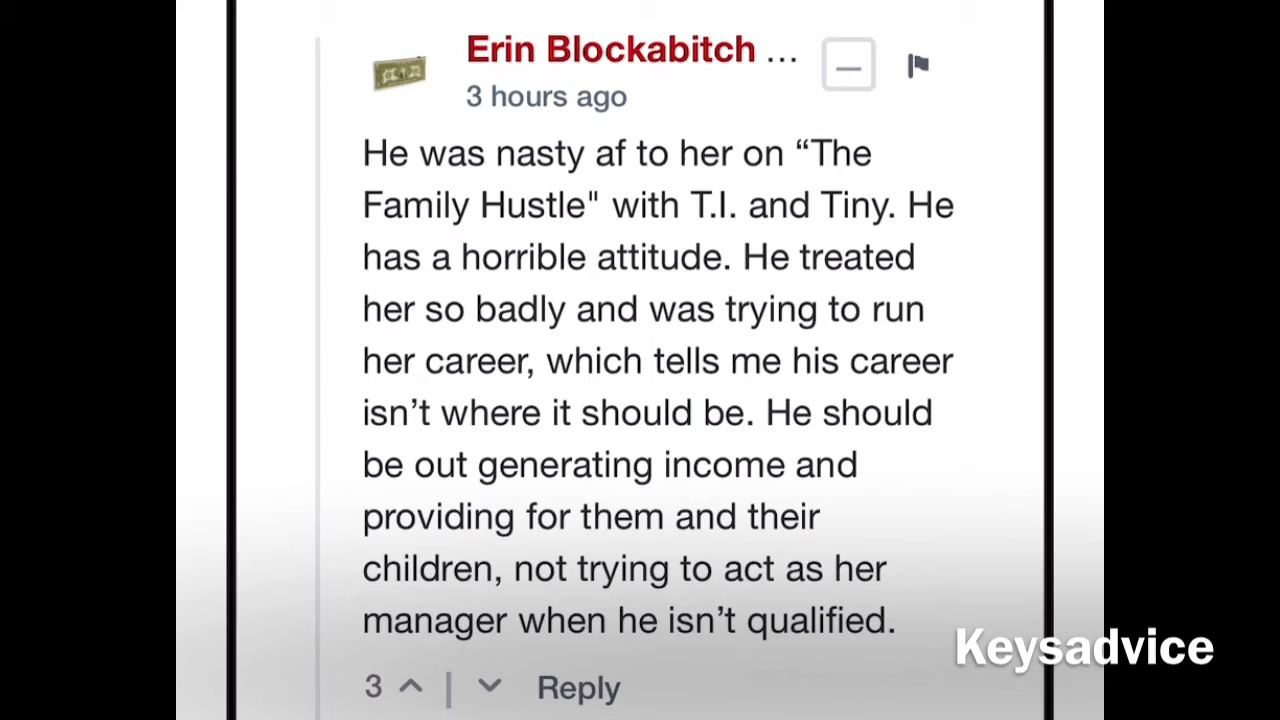 Erin Blockabitch ...
3 hours ago
He was nasty af to her on “The
Family Hustle" with T.I. and Tiny. He
has a horrible attitude. He treated
her so badly and was trying to run
her career, which tells me his career
isn’t where it should be. He should
be out generating income and
providing for them and their
children, not trying to act as her
manager when he isn’t qualified.
Keysadvice
3 | Reply